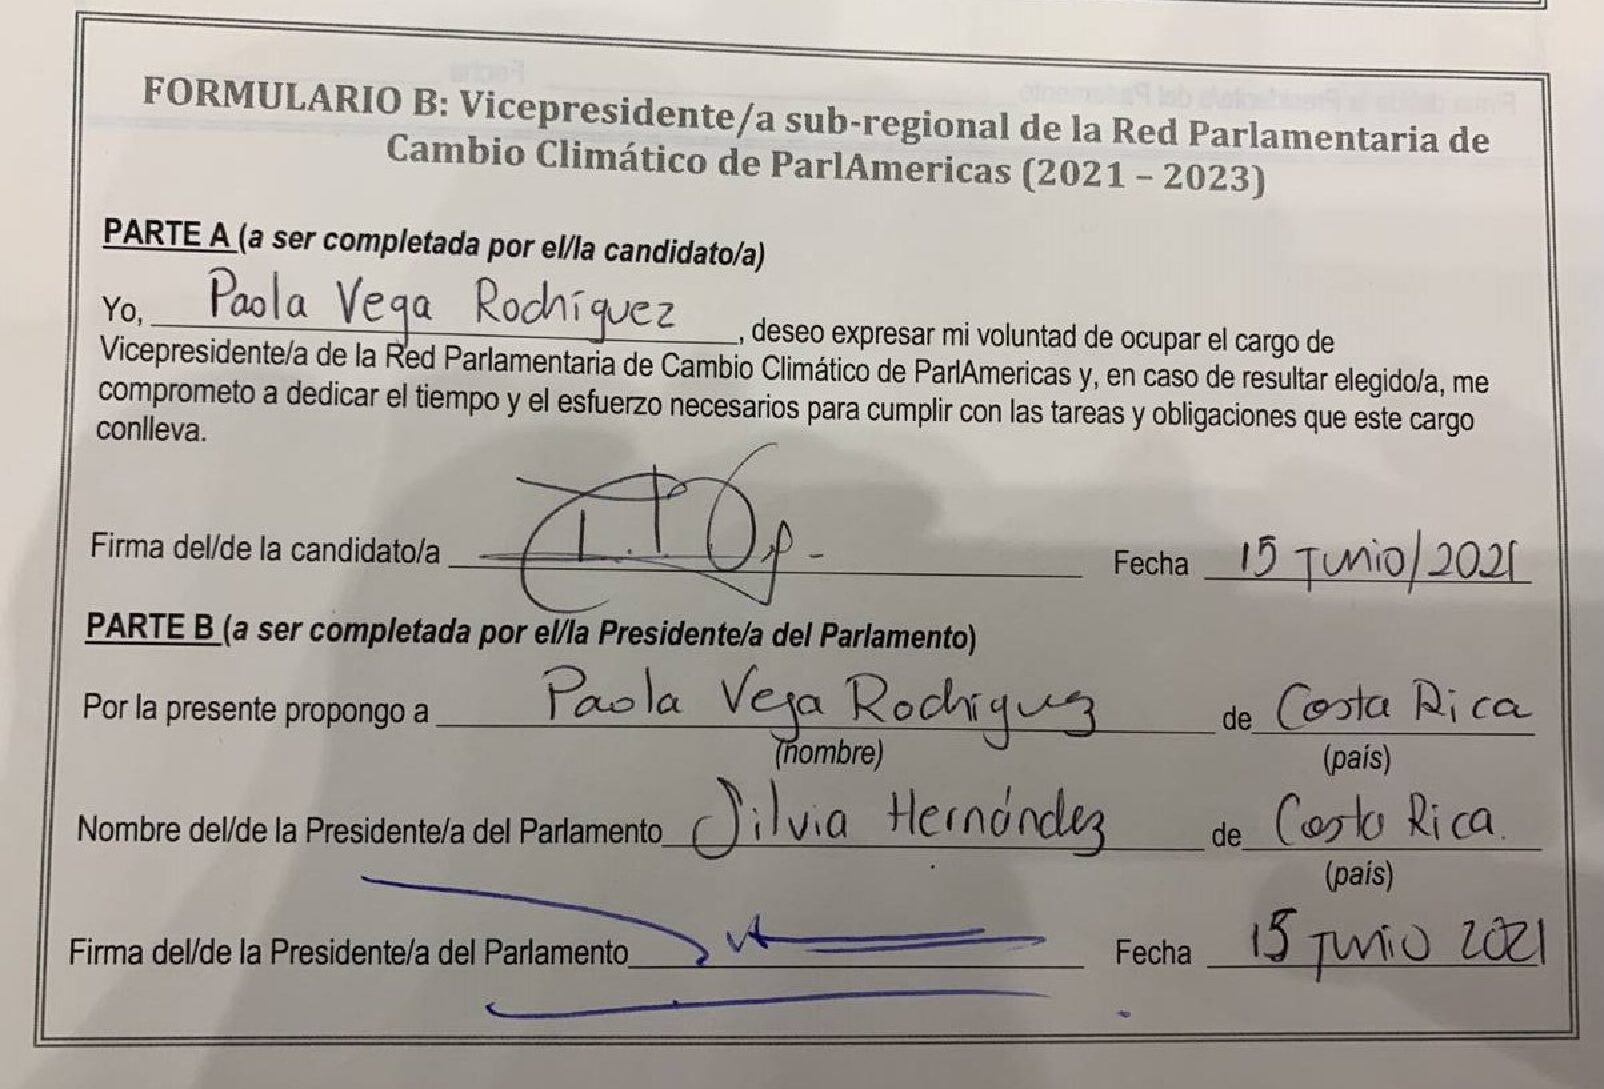 FORMULARIO B: Vicepresidente/a sub-regional de la Red Parlamentaria de
Cambio Climático de ParlAmericas (2021 – 2023)
PARTE A (a ser completada por el/la candidato/a)
Yo, Paola Vega Rodríguez, deseo expresar mi voluntad de ocupar el cargo de
Vicepresidente/a de la Red Parlamentaria de Cambio Climático de ParlAmericas y, en caso de resultar elegido/a, me
comprometo a dedicar el tiempo y el esfuerzo necesarios para cumplir con las tareas y obligaciones que este cargo
conlleva.
Firma del/de la candidato/a Fecha 15 Junio/2021
PARTE B (a ser completada por el/la Presidente/a del Parlamento)
Por la presente propongo a Paola Vega Rodríguez de Costa Rica
(nombre) (país)
Nombre del/de la Presidente/a del Parlamento Silvia Hernández de Costa Rica.
(país)
Firma del/de la Presidente/a del Parlamento Fecha 15 Junio 2021